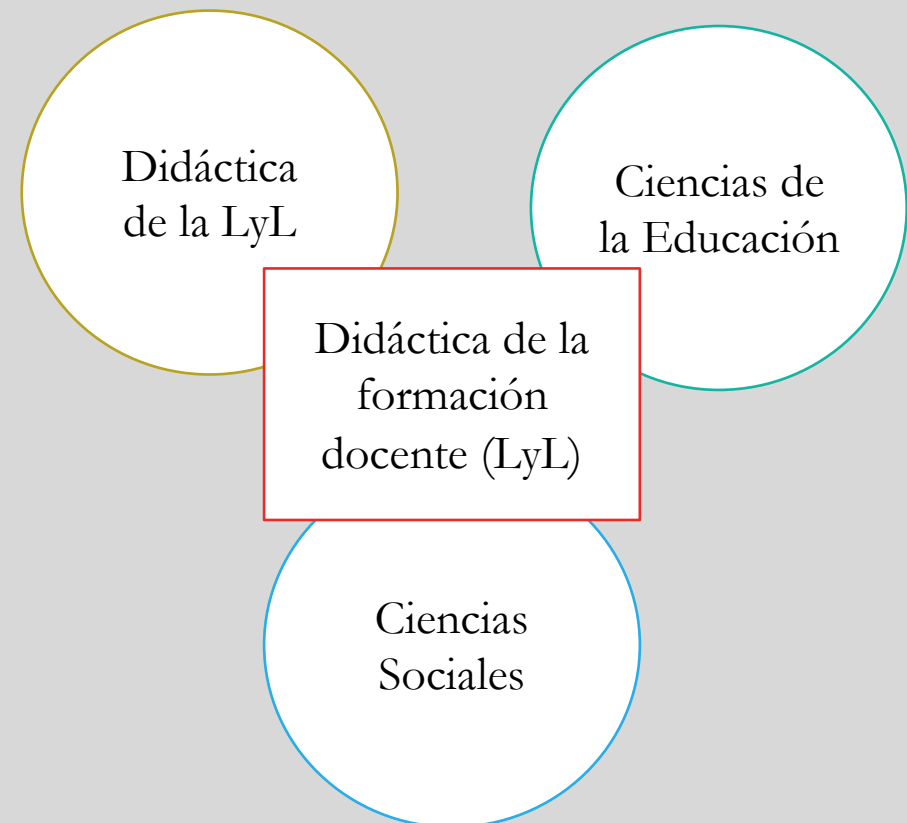 Didáctica
de la LyL
Ciencias de
la Educación
Didáctica de la
formación
docente (LyL)
Ciencias
Sociales